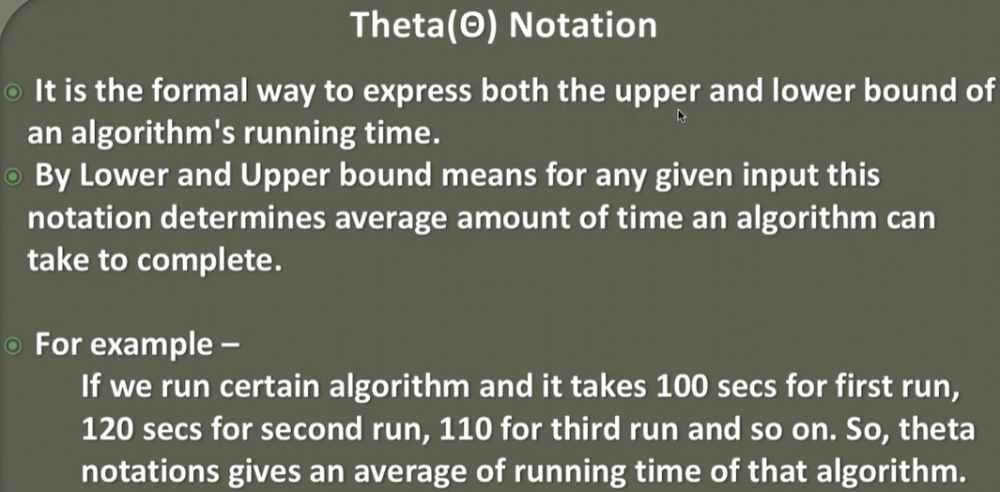 Theta(Θ) Notation
It is the formal way to express both the upper and lower bound of
an algorithm's running time.
By Lower and Upper bound means for any given input this
notation determines average amount of time an algorithm can
take to complete.
For example –
If we run certain algorithm and it takes 100 secs for first run,
120 secs for second run, 110 for third run and so on. So, theta
notations gives an average of running time of that algorithm.